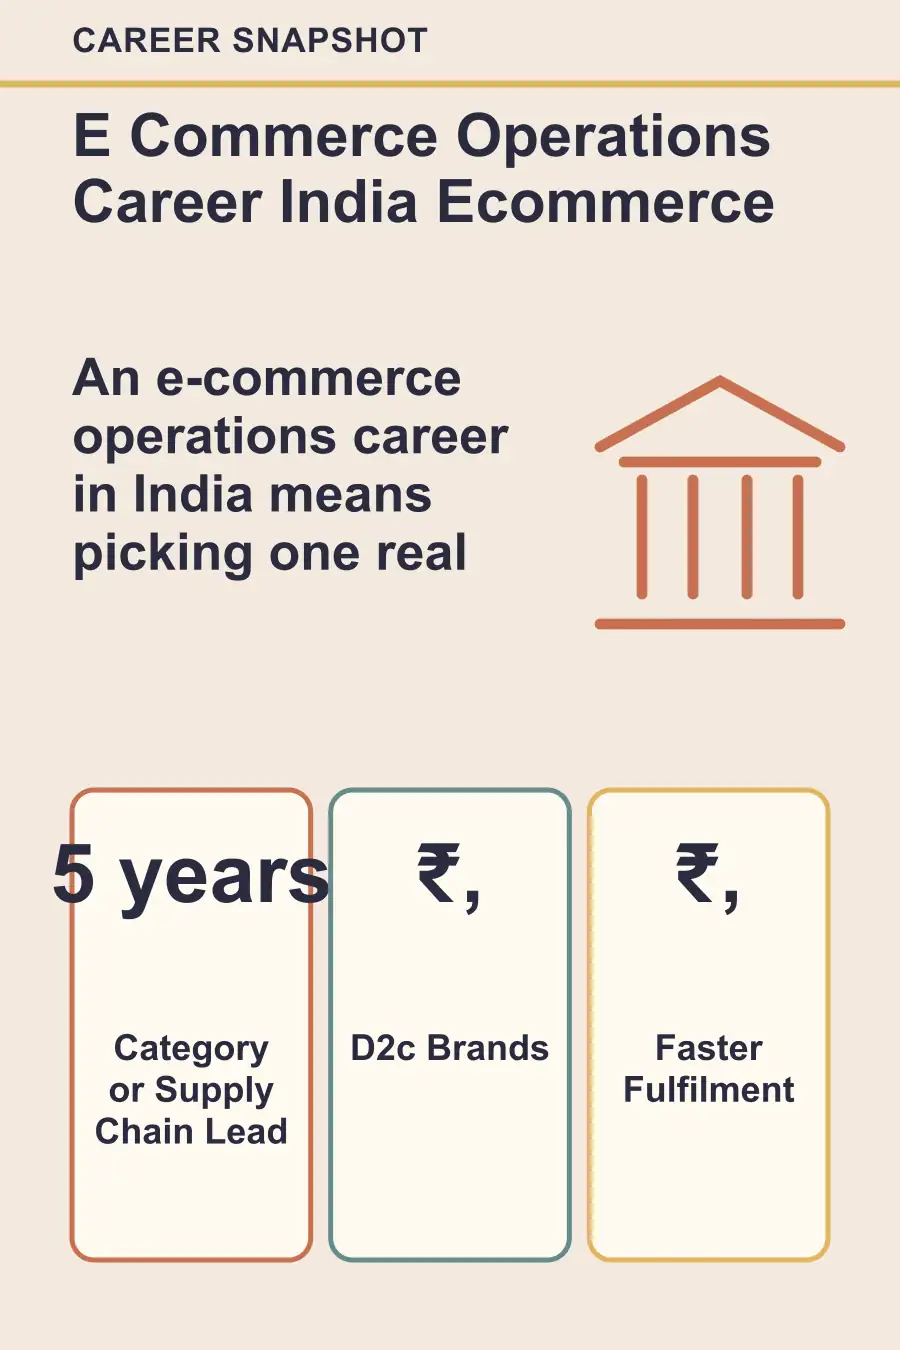 CAREER SNAPSHOT
E Commerce Operations
Career India Ecommerce
An e-commerce
operations career
in India means
picking one real
5 years
₹,
₹,
Category
or Supply
Chain Lead
D2c Brands
Faster
Fulfilment